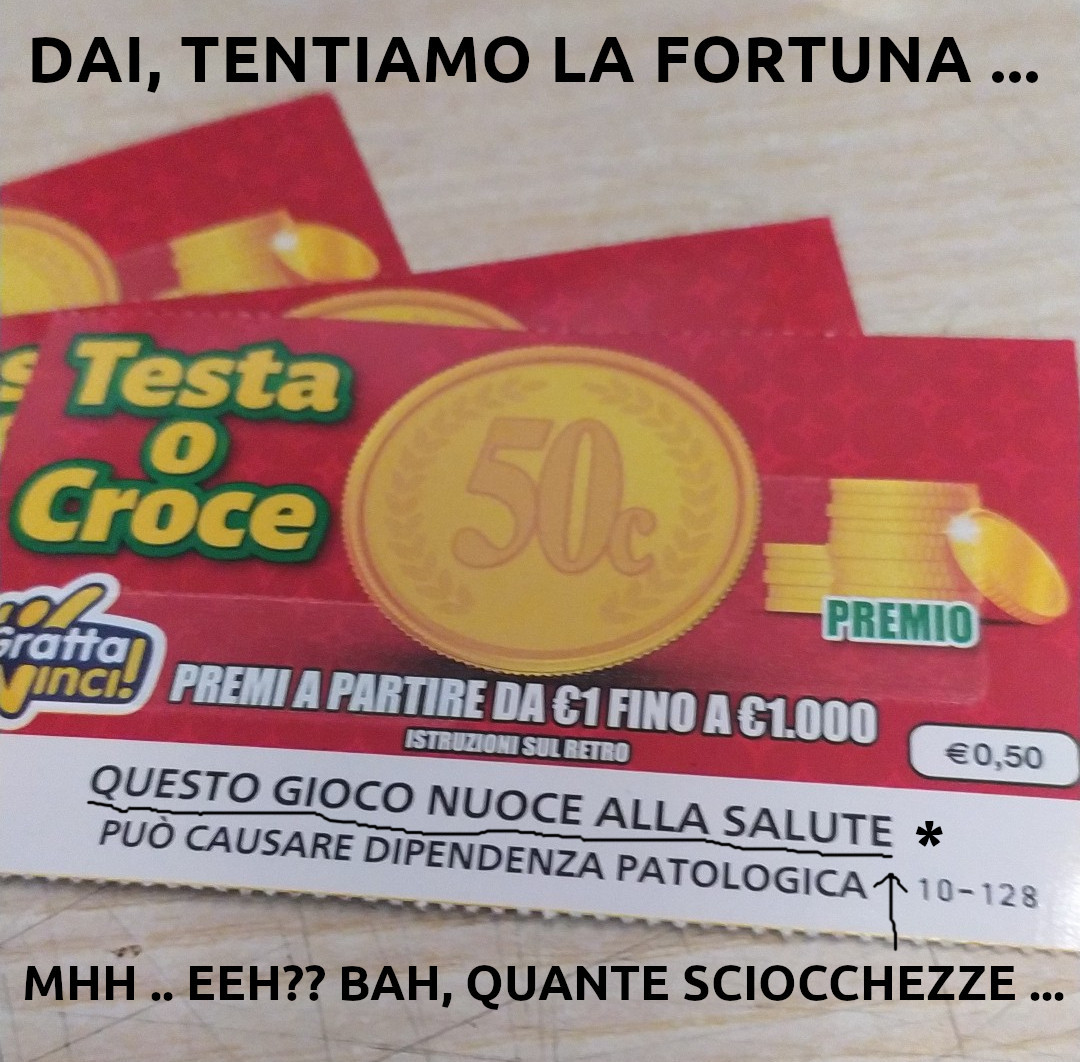 DAI, TENTIAMO LA FORTUNA ...
Testa
o
Croce
50c
PREMIO
Gratta
Vinci!
PREMI A PARTIRE DA €1 FINO A €1.000
ISTRUZIONI SUL RETRO
€0,50
QUESTO GIOCO NUOCE ALLA SALUTE *
PUÒ CAUSARE DIPENDENZA PATOLOGICA
10-128
MHH .. EEH?? BAH, QUANTE SCIOCCHEZZE ...